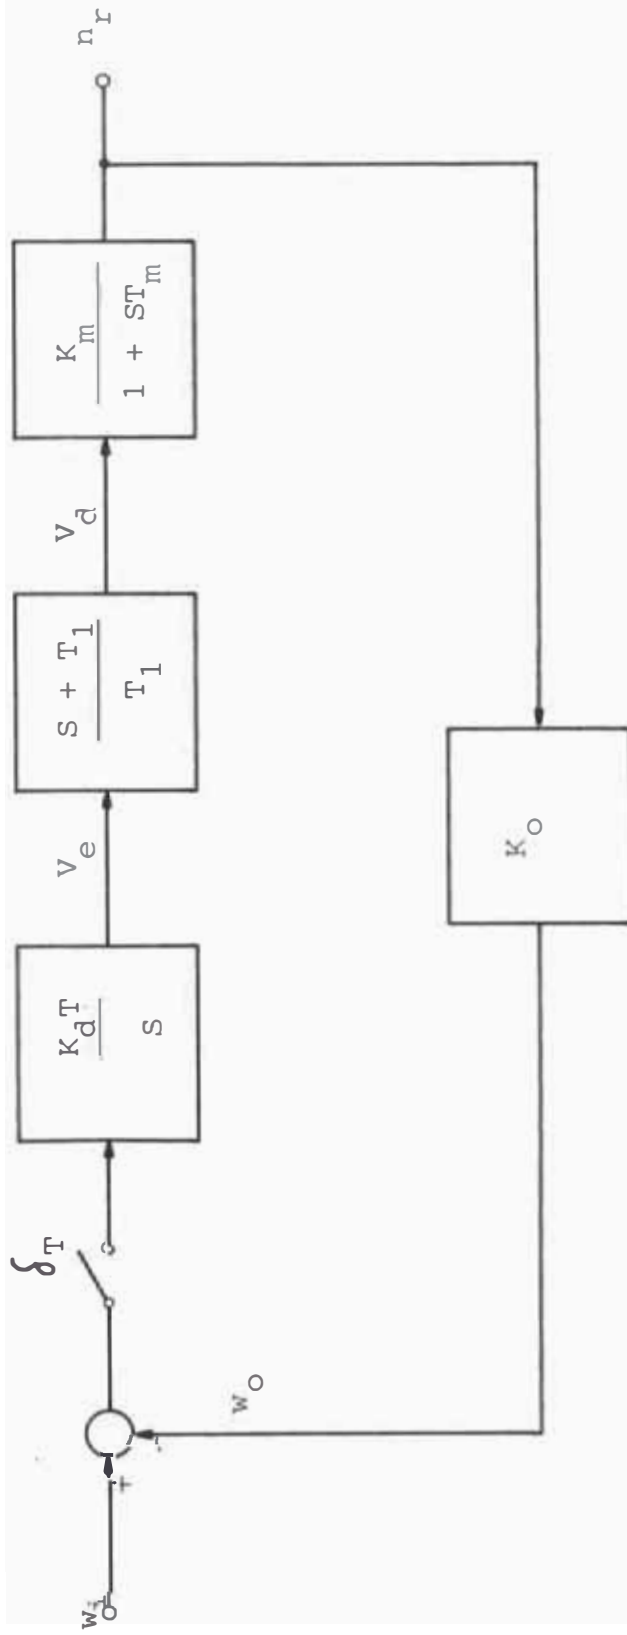 w_i
+
-
δ_T
K_d T
S
V_e
S + T_1
T_1
V_d
K_m
1 + ST_m
n_r
K_o
w_o